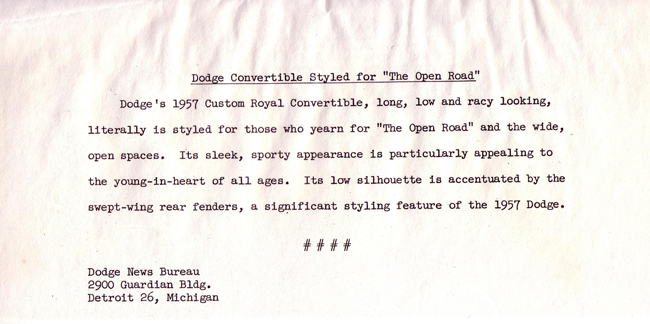 Dodge Convertible Styled for "The Open Road"
Dodge's 1957 Custom Royal Convertible, long, low and racy looking,
literally is styled for those who yearn for "The Open Road" and the wide,
open spaces. Its sleek, sporty appearance is particularly appealing to
the young-in-heart of all ages. Its low silhouette is accentuated by the
swept-wing rear fenders, a significant styling feature of the 1957 Dodge.
# # # #
Dodge News Bureau
2900 Guardian Bldg.
Detroit 26, Michigan